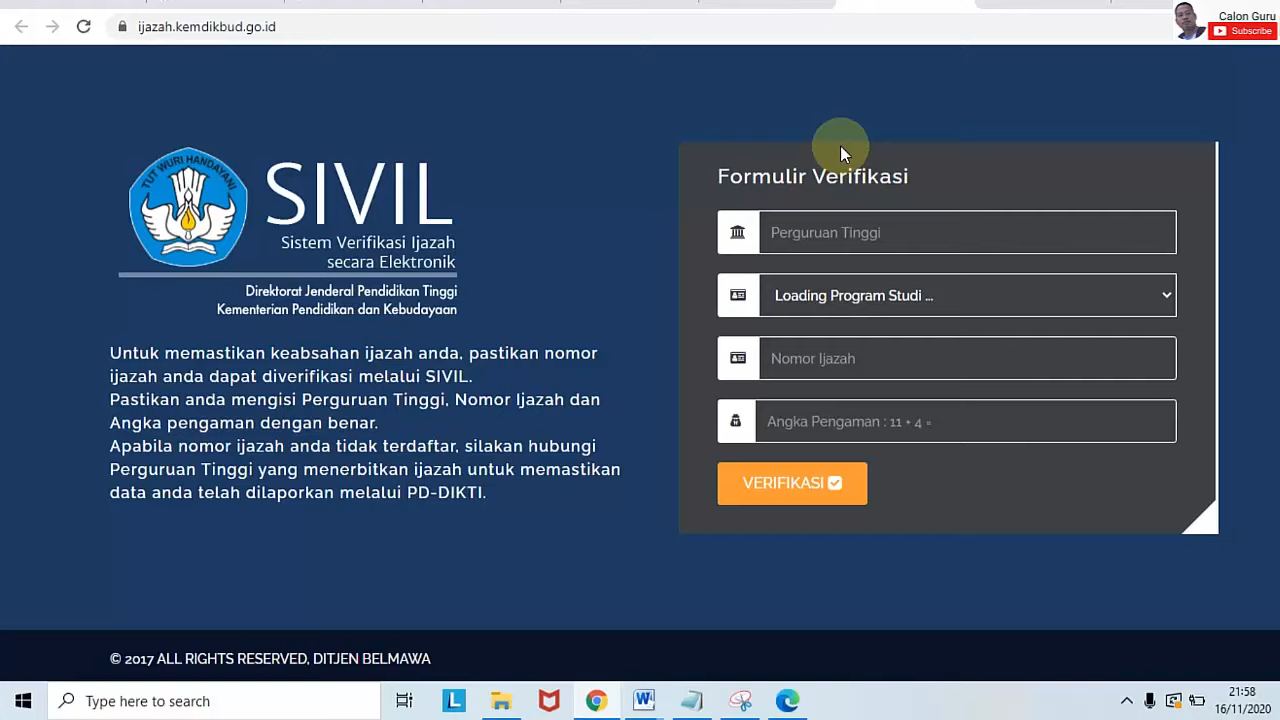 ijazah.kemdikbud.go.id
Calon Guru
Subscribe
TUT WURI HANDAYANI
SIVIL
Sistem Verifikasi Ijazah
secara Elektronik
Direktorat Jenderal Pendidikan Tinggi
Kementerian Pendidikan dan Kebudayaan
Untuk memastikan keabsahan ijazah anda, pastikan nomor
ijazah anda dapat diverifikasi melalui SIVIL.
Pastikan anda mengisi Perguruan Tinggi, Nomor Ijazah dan
Angka pengaman dengan benar.
Apabila nomor ijazah anda tidak terdaftar, silakan hubungi
Perguruan Tinggi yang menerbitkan ijazah untuk memastikan
data anda telah dilaporkan melalui PD-DIKTI.
Formulir Verifikasi
Perguruan Tinggi
Loading Program Studi ...
Nomor Ijazah
Angka Pengaman : 11 + 4 =
VERIFIKASI
© 2017 ALL RIGHTS RESERVED, DITJEN BELMAWA
Type here to search
L
W
21:58
16/11/2020